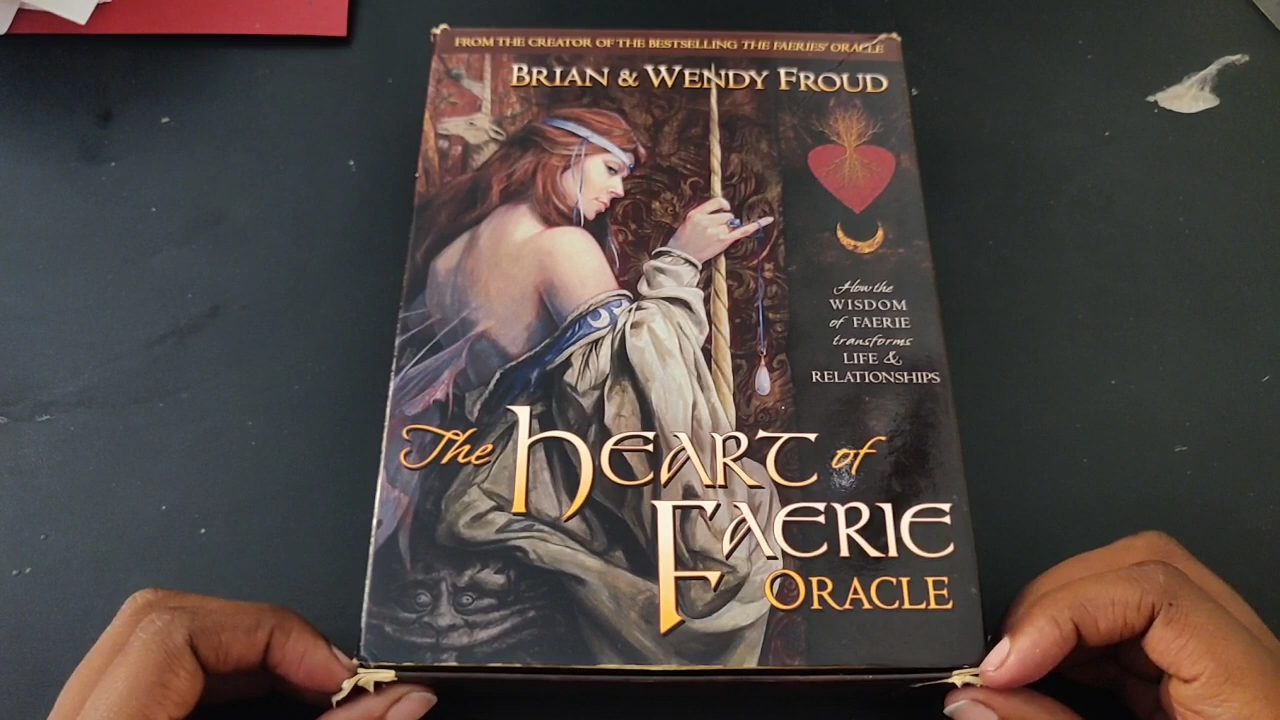 FROM THE CREATOR OF THE BESTSELLING THE FAERIES' ORACLE
BRIAN & WENDY FROUD
How the
WISDOM
of FAERIE
transforms
LIFE &
RELATIONSHIPS
The HEART of
FAERIE
ORACLE